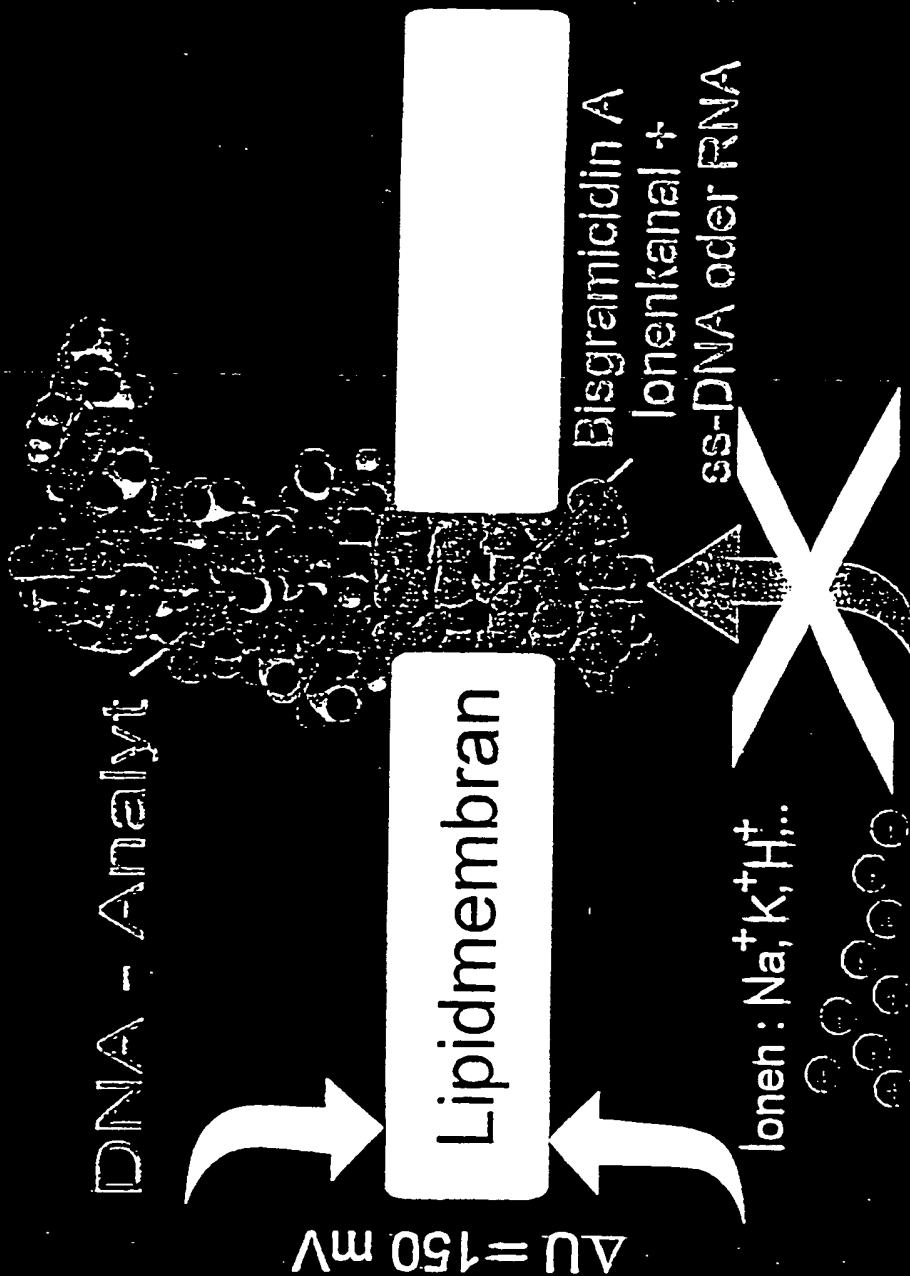 DNA - Analyt
ΔU = 150 mV
Lipidmembran
Bisgramicidin A
Ionenkanal +
ss-DNA oder RNA
Ionen : Na⁺, K⁺, H⁺,..